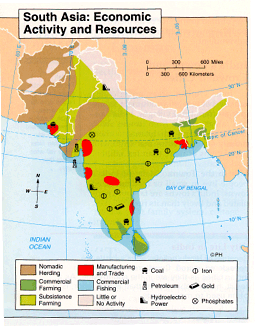 South Asia: Economic
Activity and Resources
0 300 600 Miles
0 300 600 Kilometers
30°N
Tropic of Cancer
20°N
N
W E
S
BAY OF BENGAL
10°N
INDIAN
OCEAN
©PH
Nomadic
Herding
Commercial
Farming
Subsistence
Farming
Manufacturing
and Trade
Commercial
Fishing
Little or
No Activity
Coal
Petroleum
Hydroelectric
Power
Iron
Gold
Phosphates